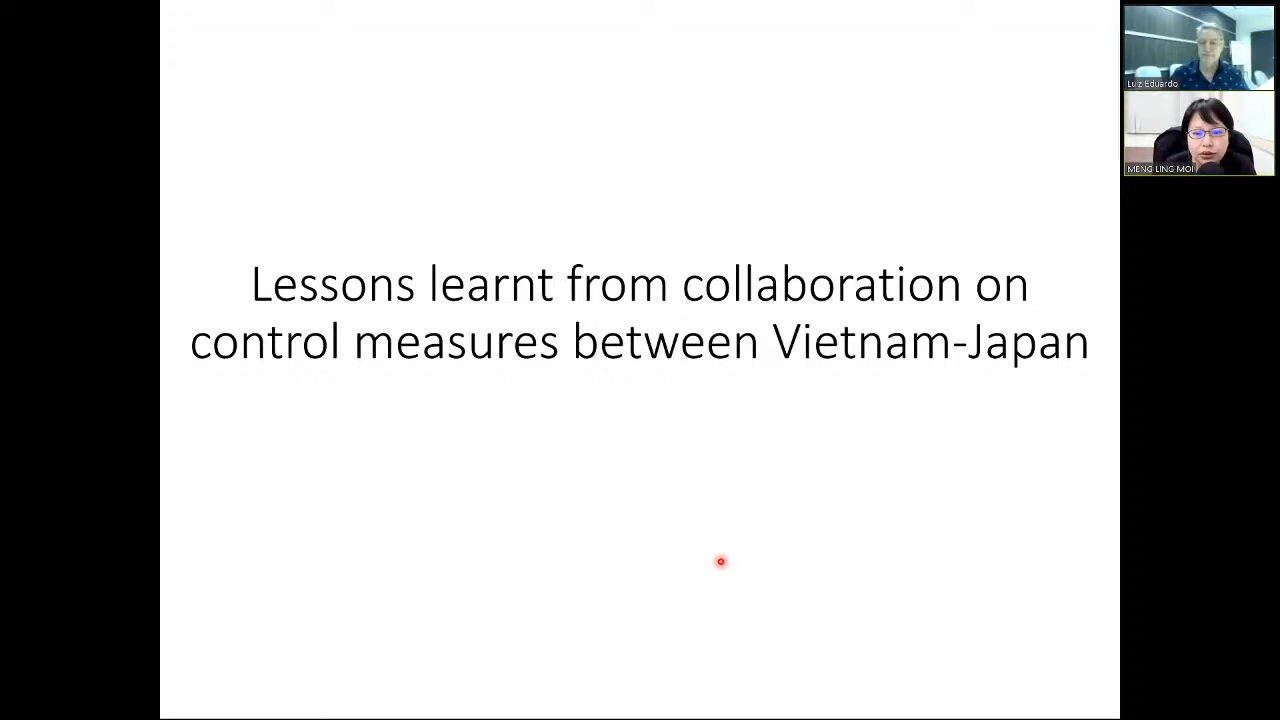 Luiz Eduardo
MENG LING MOI
Lessons learnt from collaboration on
control measures between Vietnam-Japan